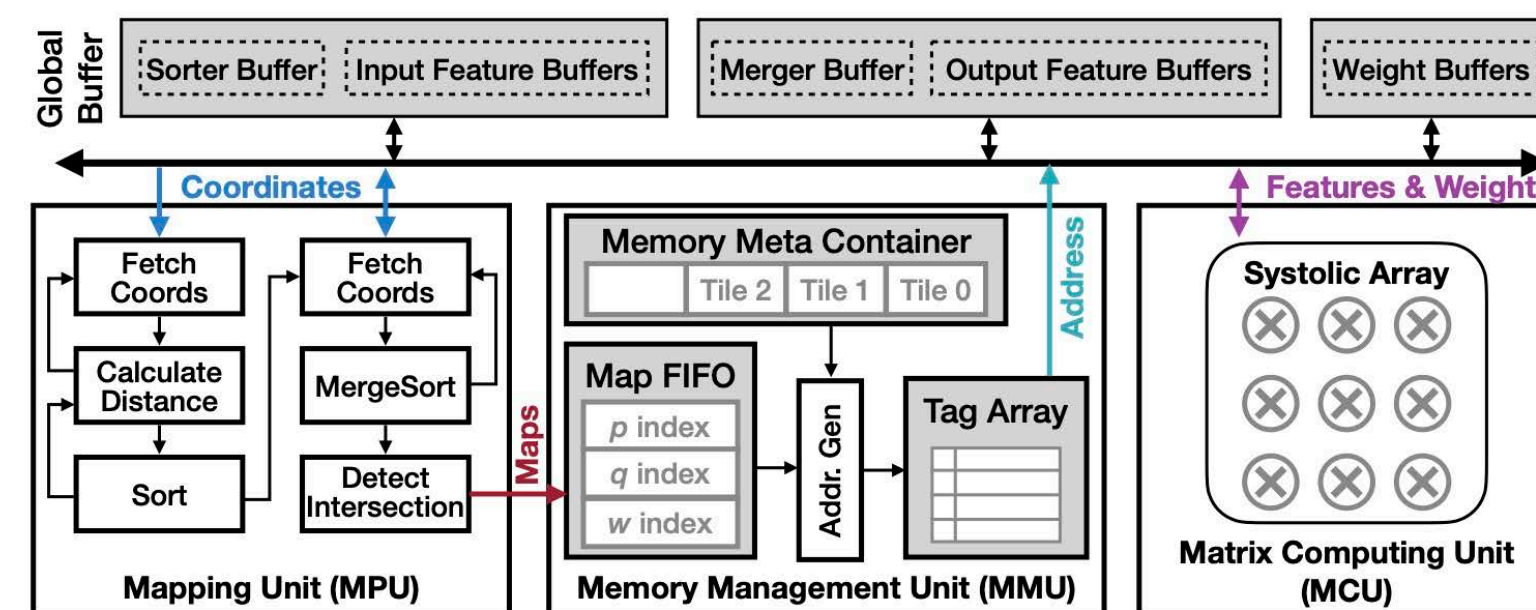 Global
Buffer
Sorter Buffer
Input Feature Buffers
Merger Buffer
Output Feature Buffers
Weight Buffers
Coordinates
Features & Weight
Fetch
Coords
Calculate
Distance
Sort
Fetch
Coords
MergeSort
Detect
Intersection
Mapping Unit (MPU)
Maps
Memory Meta Container
Tile 2
Tile 1
Tile 0
Address
Map FIFO
p index
q index
w index
Addr. Gen
Tag Array
Memory Management Unit (MMU)
Systolic Array
Matrix Computing Unit
(MCU)